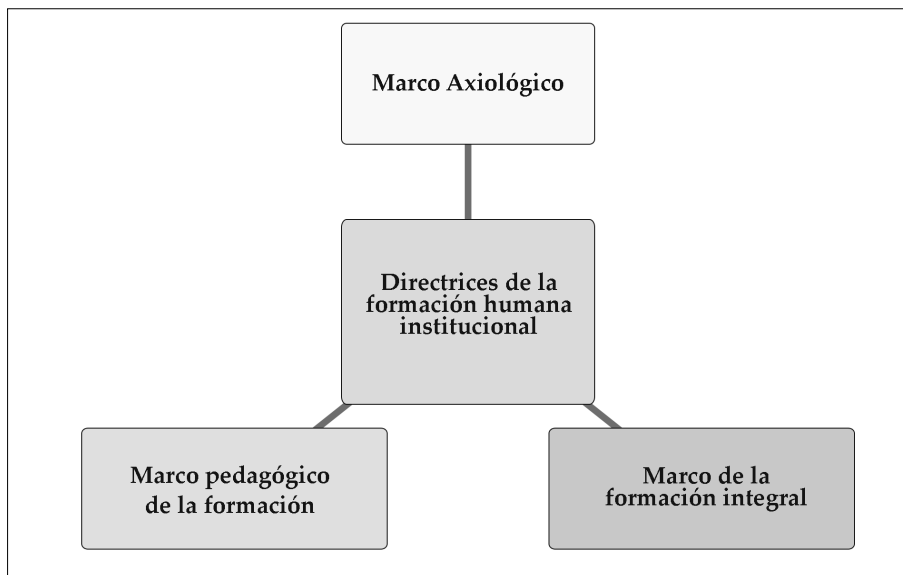 Marco Axiológico
Directrices de la
formación humana
institucional
Marco pedagógico
de la formación
Marco de la
formación integral